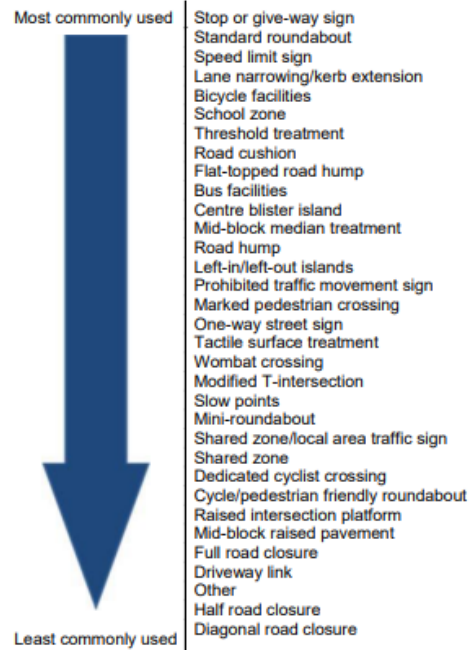 Most commonly used
Stop or give-way sign
Standard roundabout
Speed limit sign
Lane narrowing/kerb extension
Bicycle facilities
School zone
Threshold treatment
Road cushion
Flat-topped road hump
Bus facilities
Centre blister island
Mid-block median treatment
Road hump
Left-in/left-out islands
Prohibited traffic movement sign
Marked pedestrian crossing
One-way street sign
Tactile surface treatment
Wombat crossing
Modified T-intersection
Slow points
Mini-roundabout
Shared zone/local area traffic sign
Shared zone
Dedicated cyclist crossing
Cycle/pedestrian friendly roundabout
Raised intersection platform
Mid-block raised pavement
Full road closure
Driveway link
Other
Half road closure
Diagonal road closure
Least commonly used